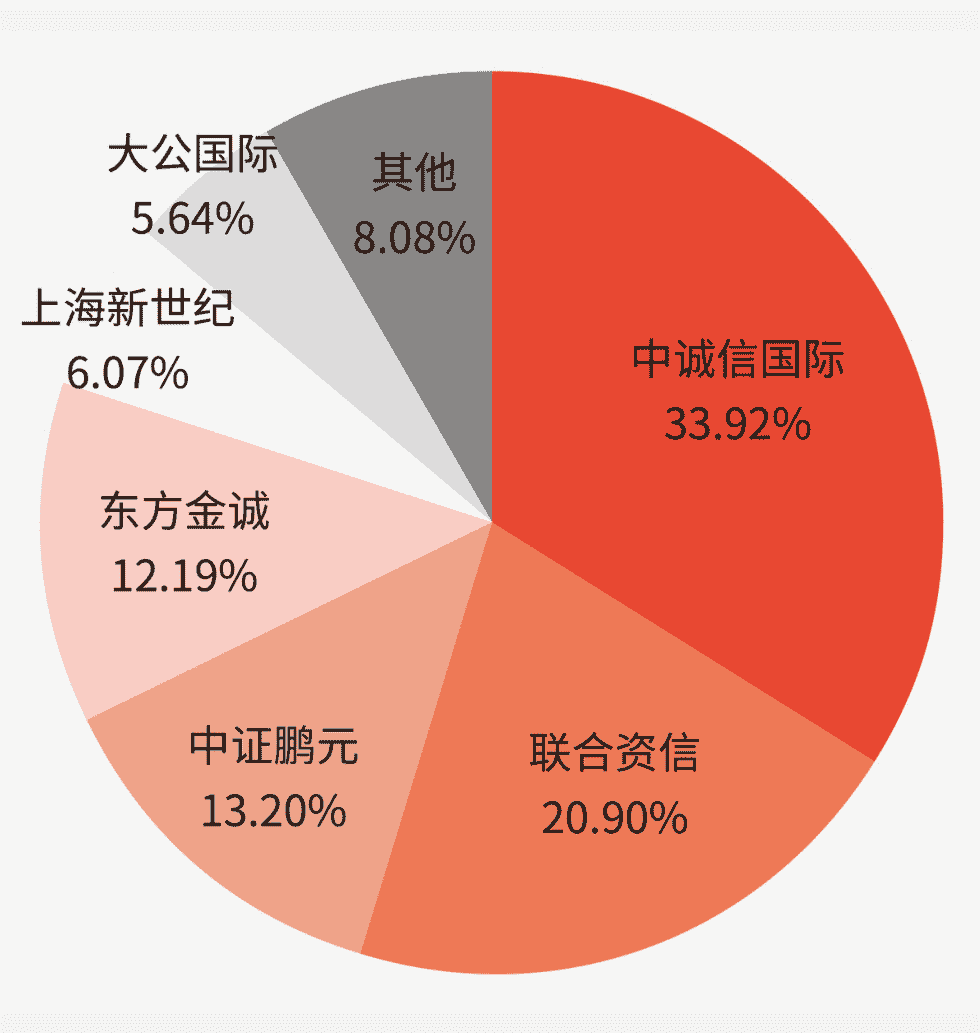 大公国际
5.64%
其他
8.08%
上海新世纪
6.07%
中诚信国际
33.92%
东方金诚
12.19%
中证鹏元
13.20%
联合资信
20.90%